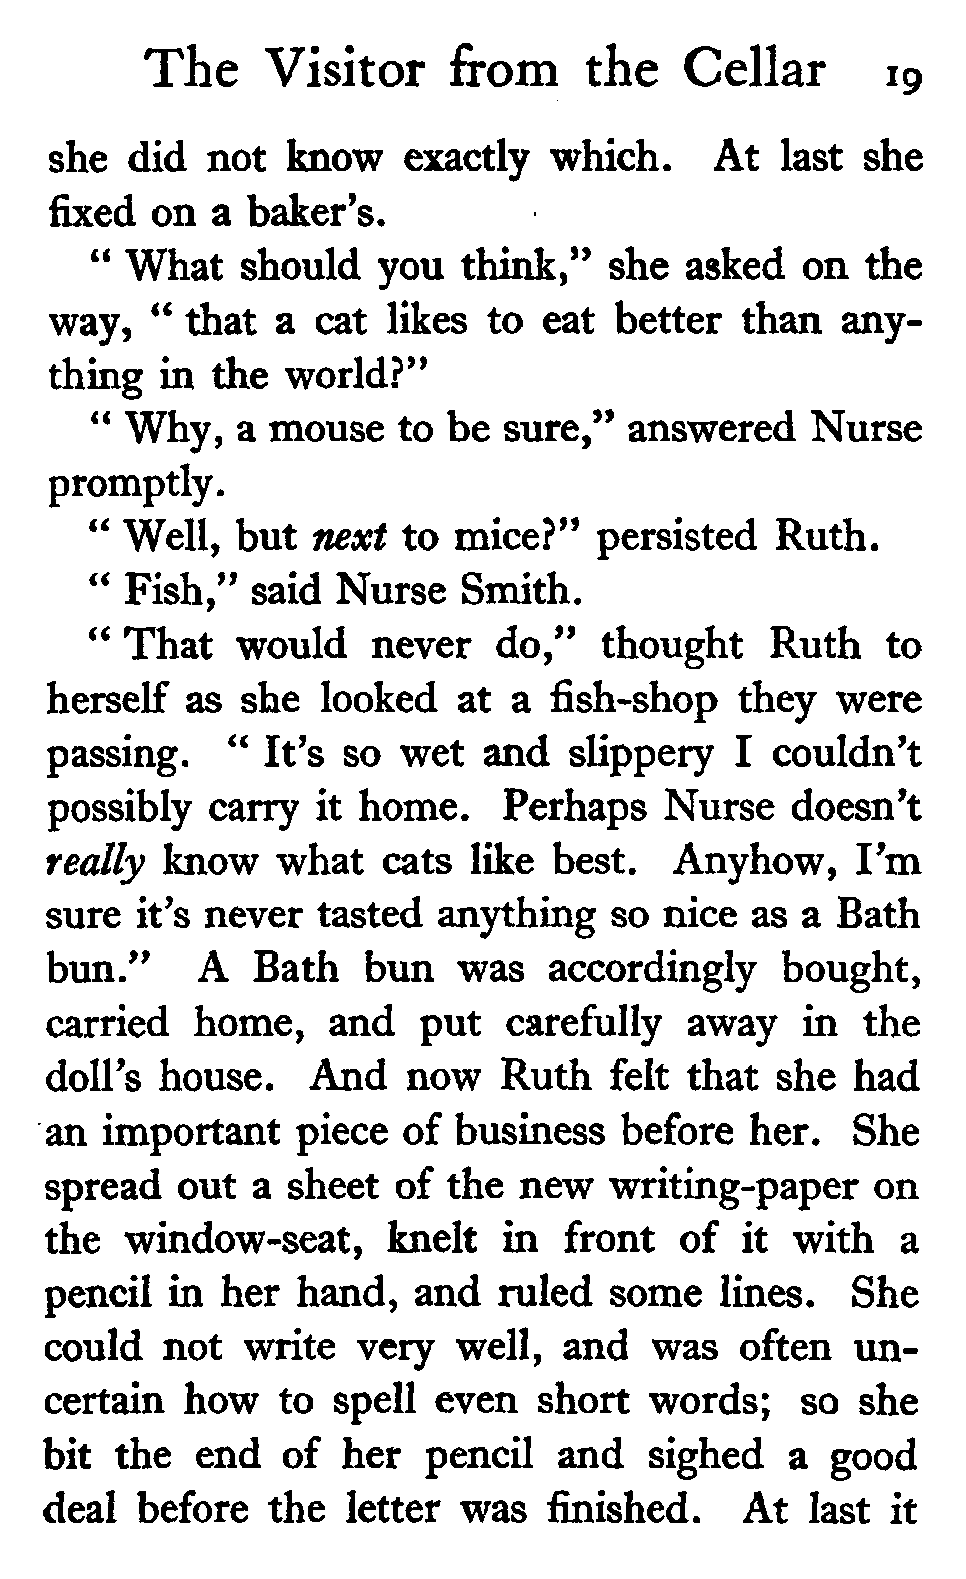 The Visitor from the Cellar 19
she did not know exactly which. At last she
fixed on a baker's.
" What should you think," she asked on the
way, " that a cat likes to eat better than any-
thing in the world?"
" Why, a mouse to be sure," answered Nurse
promptly.
" Well, but next to mice?" persisted Ruth.
" Fish," said Nurse Smith.
" That would never do," thought Ruth to
herself as she looked at a fish-shop they were
passing. " It's so wet and slippery I couldn't
possibly carry it home. Perhaps Nurse doesn't
really know what cats like best. Anyhow, I'm
sure it's never tasted anything so nice as a Bath
bun." A Bath bun was accordingly bought,
carried home, and put carefully away in the
doll's house. And now Ruth felt that she had
an important piece of business before her. She
spread out a sheet of the new writing-paper on
the window-seat, knelt in front of it with a
pencil in her hand, and ruled some lines. She
could not write very well, and was often un-
certain how to spell even short words; so she
bit the end of her pencil and sighed a good
deal before the letter was finished. At last it